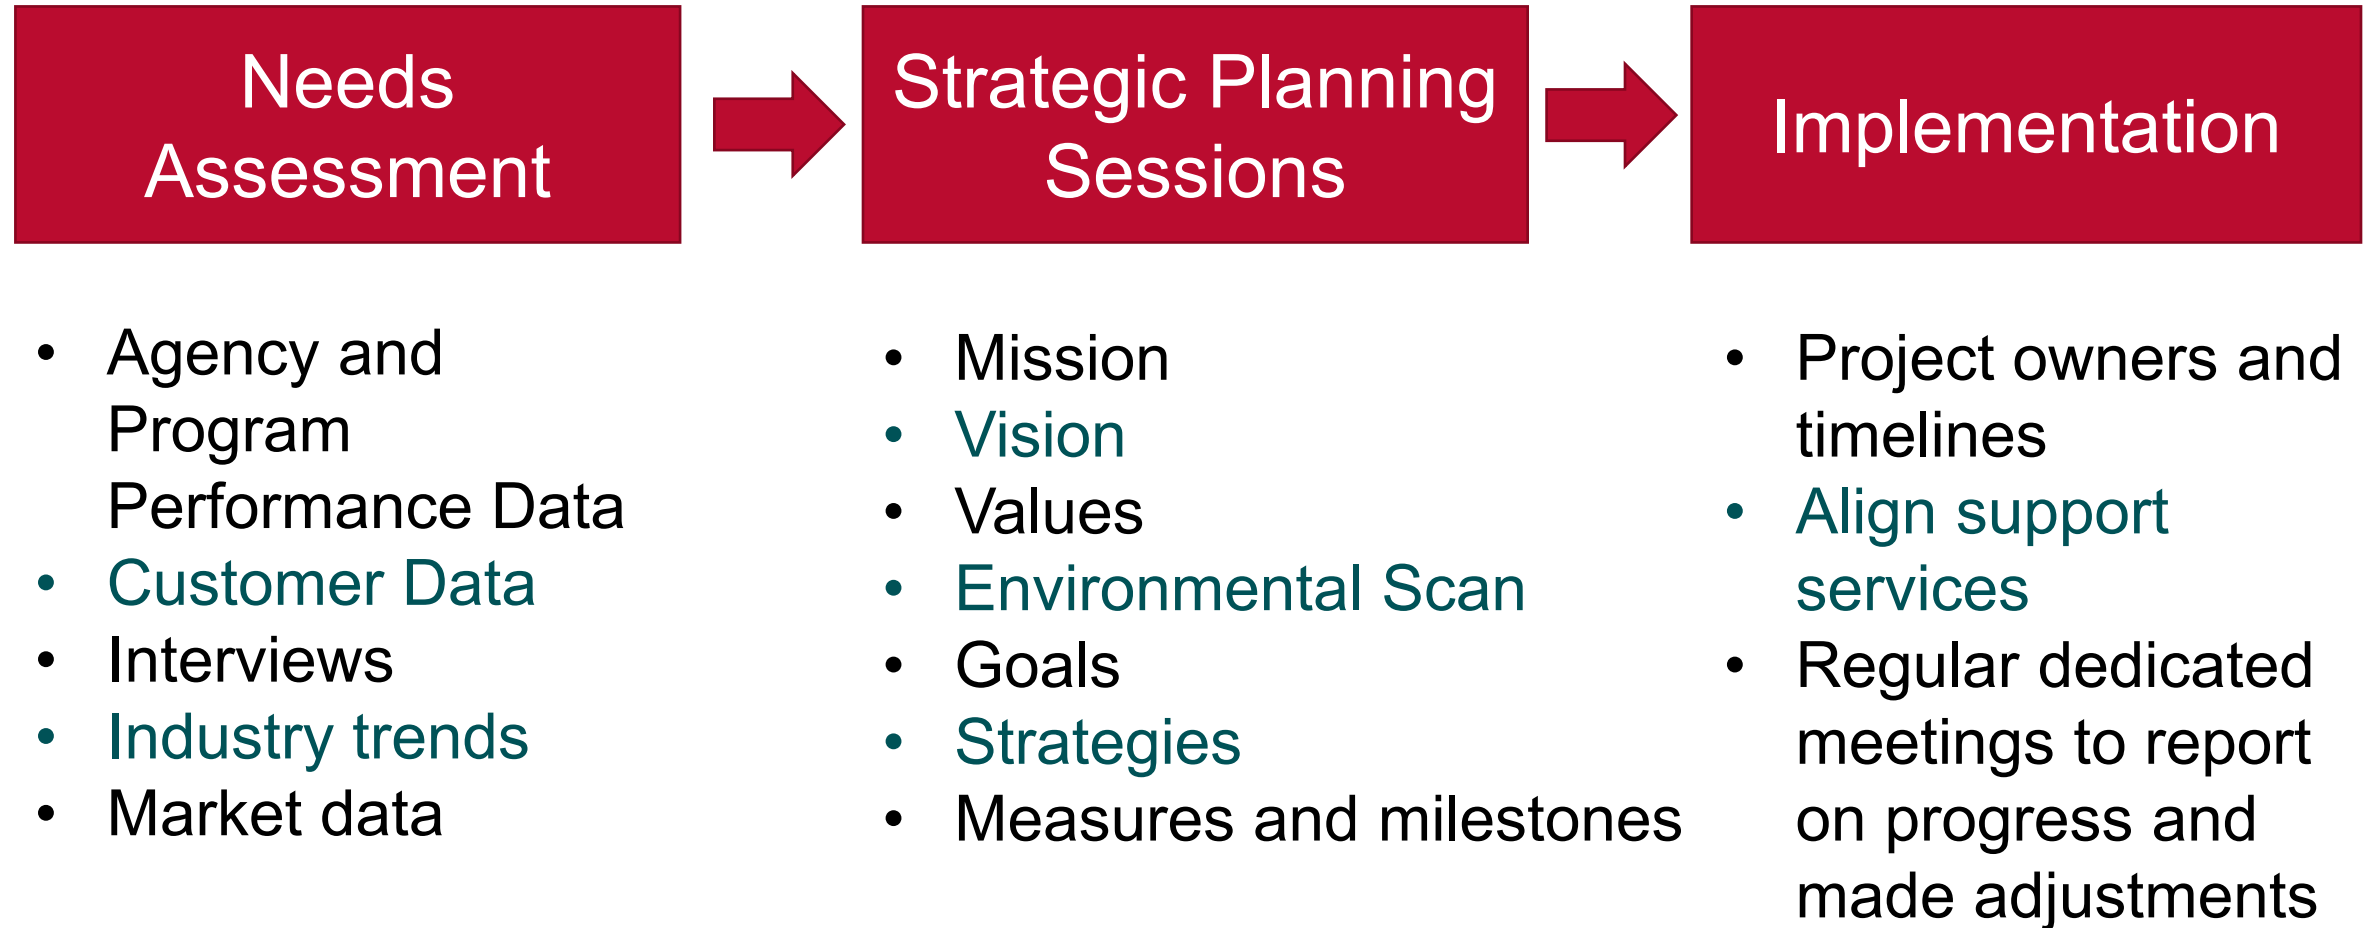 Needs
Assessment
Strategic Planning
Sessions
Implementation
• Agency and
Program
Performance Data
• Customer Data
• Interviews
• Industry trends
• Market data
• Mission
• Vision
• Values
• Environmental Scan
• Goals
• Strategies
• Measures and milestones
• Project owners and
timelines
• Align support
services
• Regular dedicated
meetings to report
on progress and
made adjustments